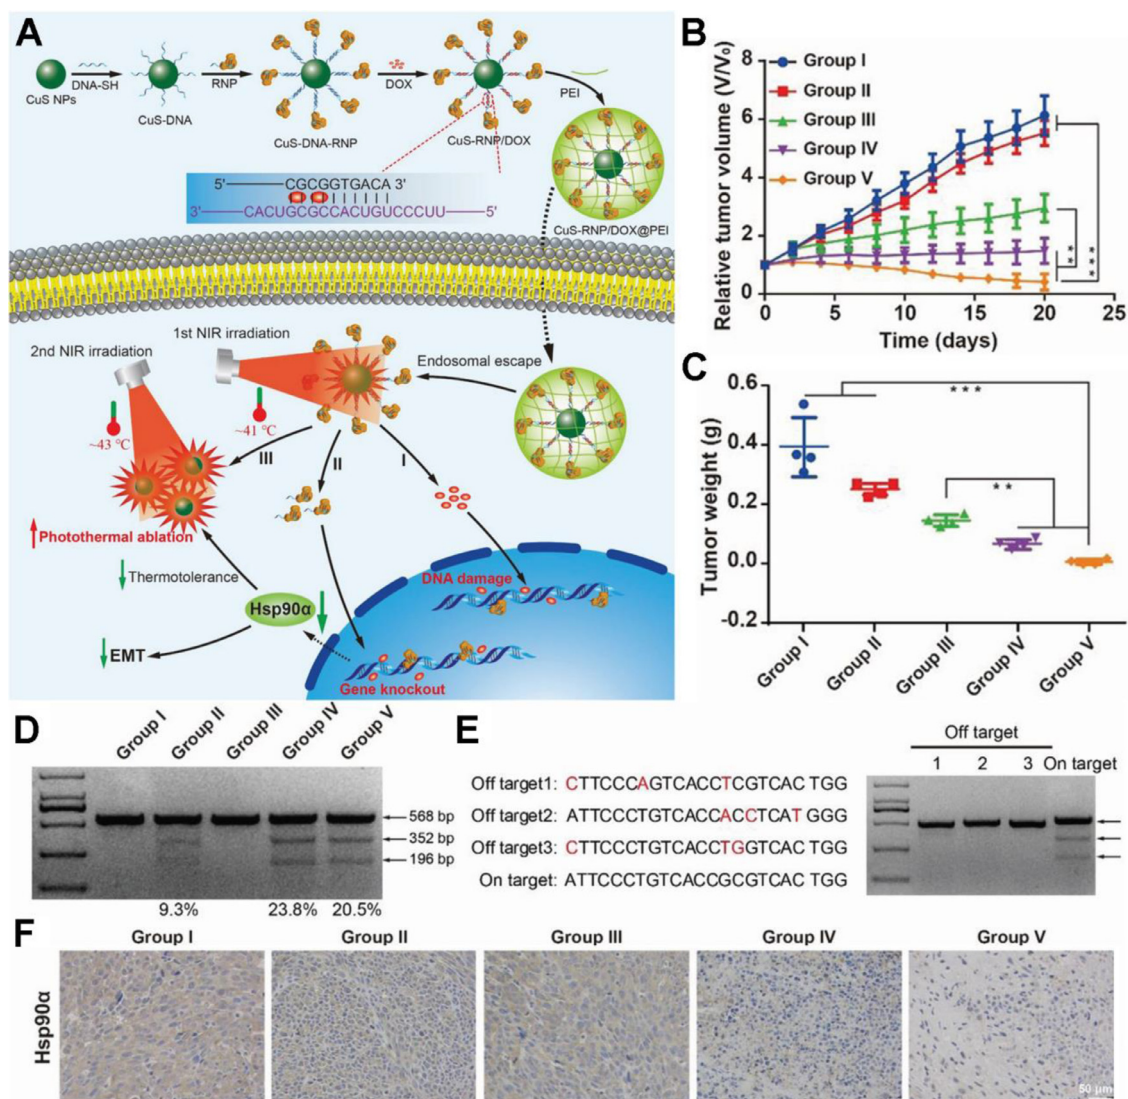 A
CuS NPs
DNA-SH
CuS-DNA
RNP
CuS-DNA-RNP
DOX
CuS-RNP/DOX
PEI
5' CGCGGTGACA 3'
3' CACUGCGCCACUGUCCCUU 5'
CuS-RNP/DOX@PEI
2nd NIR irradiation
1st NIR irradiation
Endosomal escape
~43 °C
~41 °C
III
II
I
Photothermal ablation
Thermotolerance
Hsp90α
EMT
DNA damage
Gene knockout
B
Relative tumor volume (V/V₀)
8
6
4
2
0
Group I
Group II
Group III
Group IV
Group V
**
***
0 5 10 15 20 25
Time (days)
C
Tumor weight (g)
0.6
0.4
0.2
0.0
-0.2
***
**
Group I
Group II
Group III
Group IV
Group V
D
Group I
Group II
Group III
Group IV
Group V
568 bp
352 bp
196 bp
9.3% 23.8% 20.5%
E
Off target1: CTTCCCAGTCACCTCGTCAC TGG
Off target2: ATTCCCTGTCACCACCTCAT GGG
Off target3: CTTCCCTGTCACCTGGTCAC TGG
On target: ATTCCCTGTCACCGCGTCAC TGG
Off target
1 2 3 On target
F
Group I Group II Group III Group IV Group V
Hsp90α
50 μm